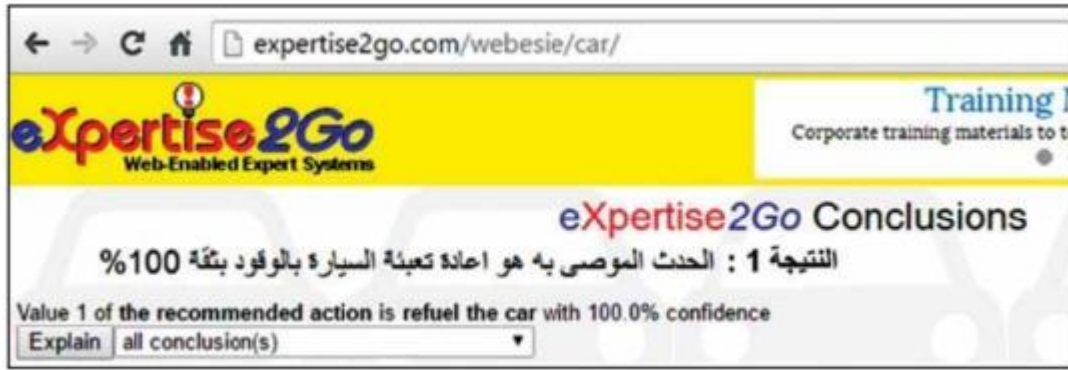 expertise2go.com/webesie/car/
eXpertise2Go
Web-Enabled Expert Systems
Training
Corporate training materials to
eXpertise2Go Conclusions
النتيجة 1 : الحدث الموصى به هو اعادة تعبئة السيارة بالوقود بثقة 100%
Value 1 of the recommended action is refuel the car with 100.0% confidence
Explain all conclusion(s)